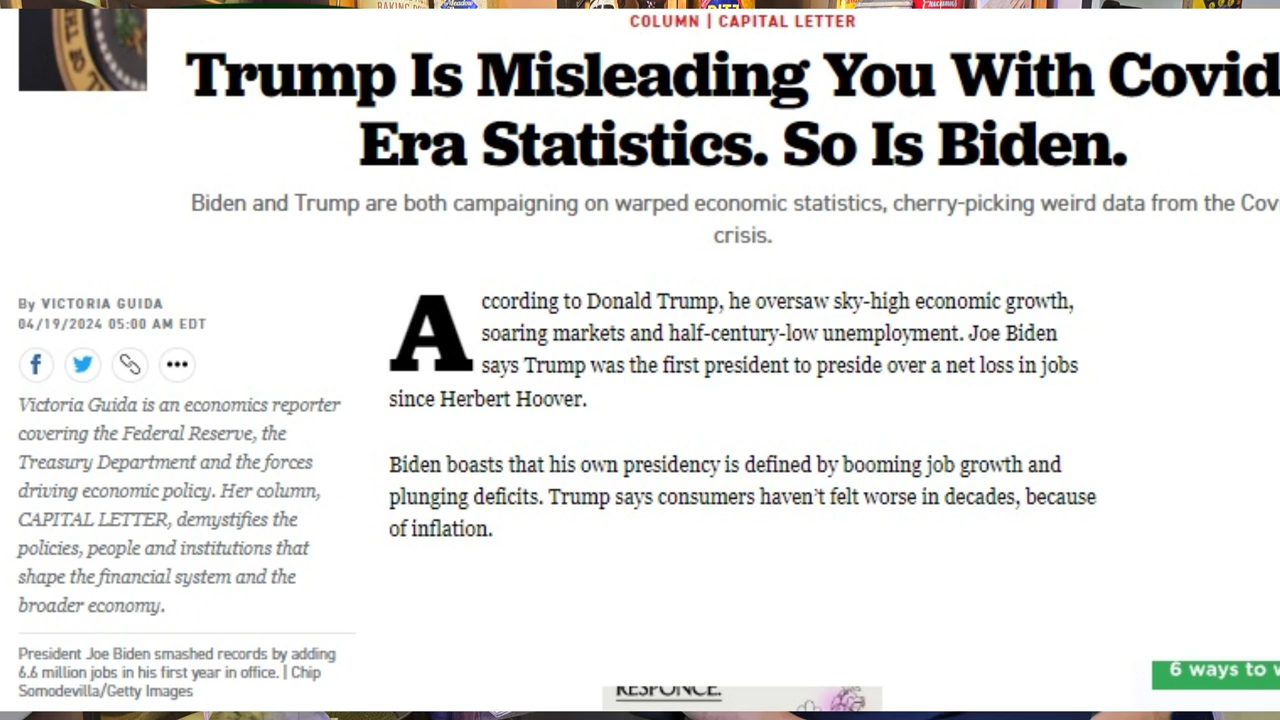 COLUMN | CAPITAL LETTER
Trump Is Misleading You With Covid
Era Statistics. So Is Biden.
Biden and Trump are both campaigning on warped economic statistics, cherry-picking weird data from the Cov
crisis.
By VICTORIA GUIDA
04/19/2024 05:00 AM EDT
Victoria Guida is an economics reporter
covering the Federal Reserve, the
Treasury Department and the forces
driving economic policy. Her column,
CAPITAL LETTER, demystifies the
policies, people and institutions that
shape the financial system and the
broader economy.
President Joe Biden smashed records by adding
6.6 million jobs in his first year in office. | Chip
Somodevilla/Getty Images
According to Donald Trump, he oversaw sky-high economic growth,
soaring markets and half-century-low unemployment. Joe Biden
says Trump was the first president to preside over a net loss in jobs
since Herbert Hoover.
Biden boasts that his own presidency is defined by booming job growth and
plunging deficits. Trump says consumers haven't felt worse in decades, because
of inflation.
RESPONCE.
6 ways to